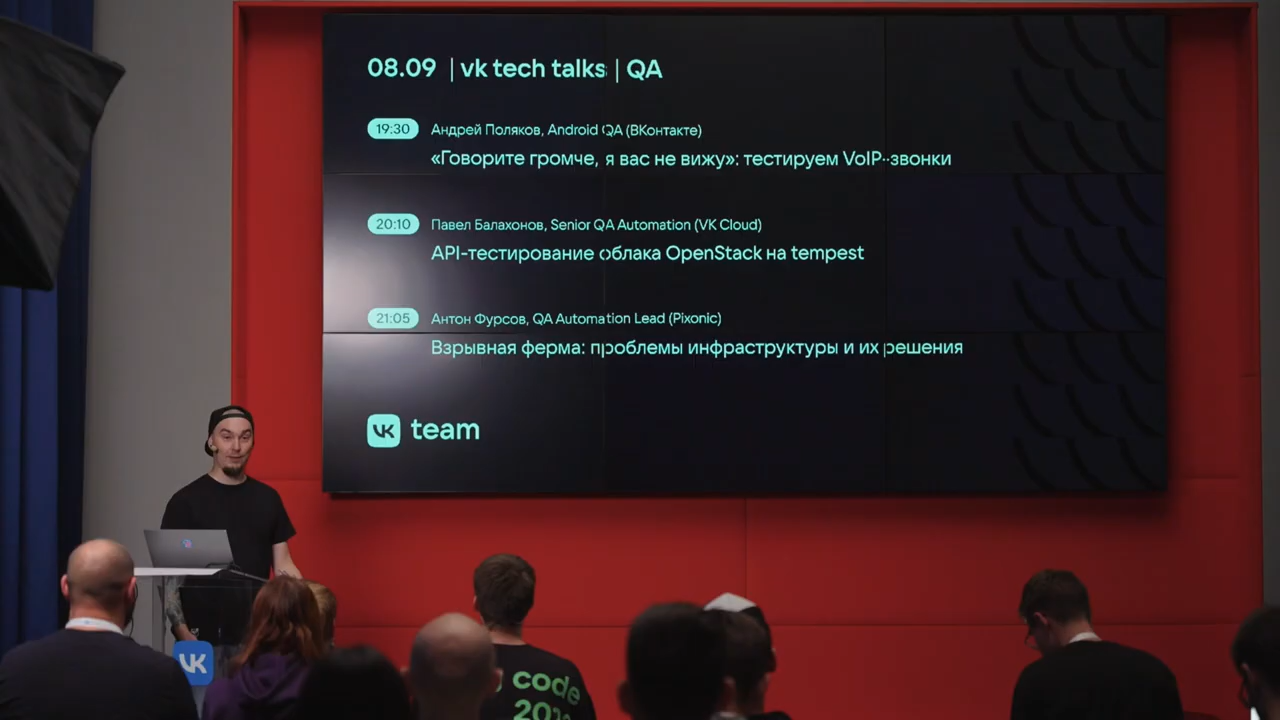 08.09 | vk tech talks | QA
19:30 Андрей Поляков, Android QA (ВКонтакте)
«Говорите громче, я вас не вижу»: тестируем VoIP-звонки
20:10 Павел Балахонов, Senior QA Automation (VK Cloud)
API-тестирование облака OpenStack на tempest
21:05 Антон Фурсов, QA Automation Lead (Pixonic)
Взрывная ферма: проблемы инфраструктуры и их решения
VK team
VK
code